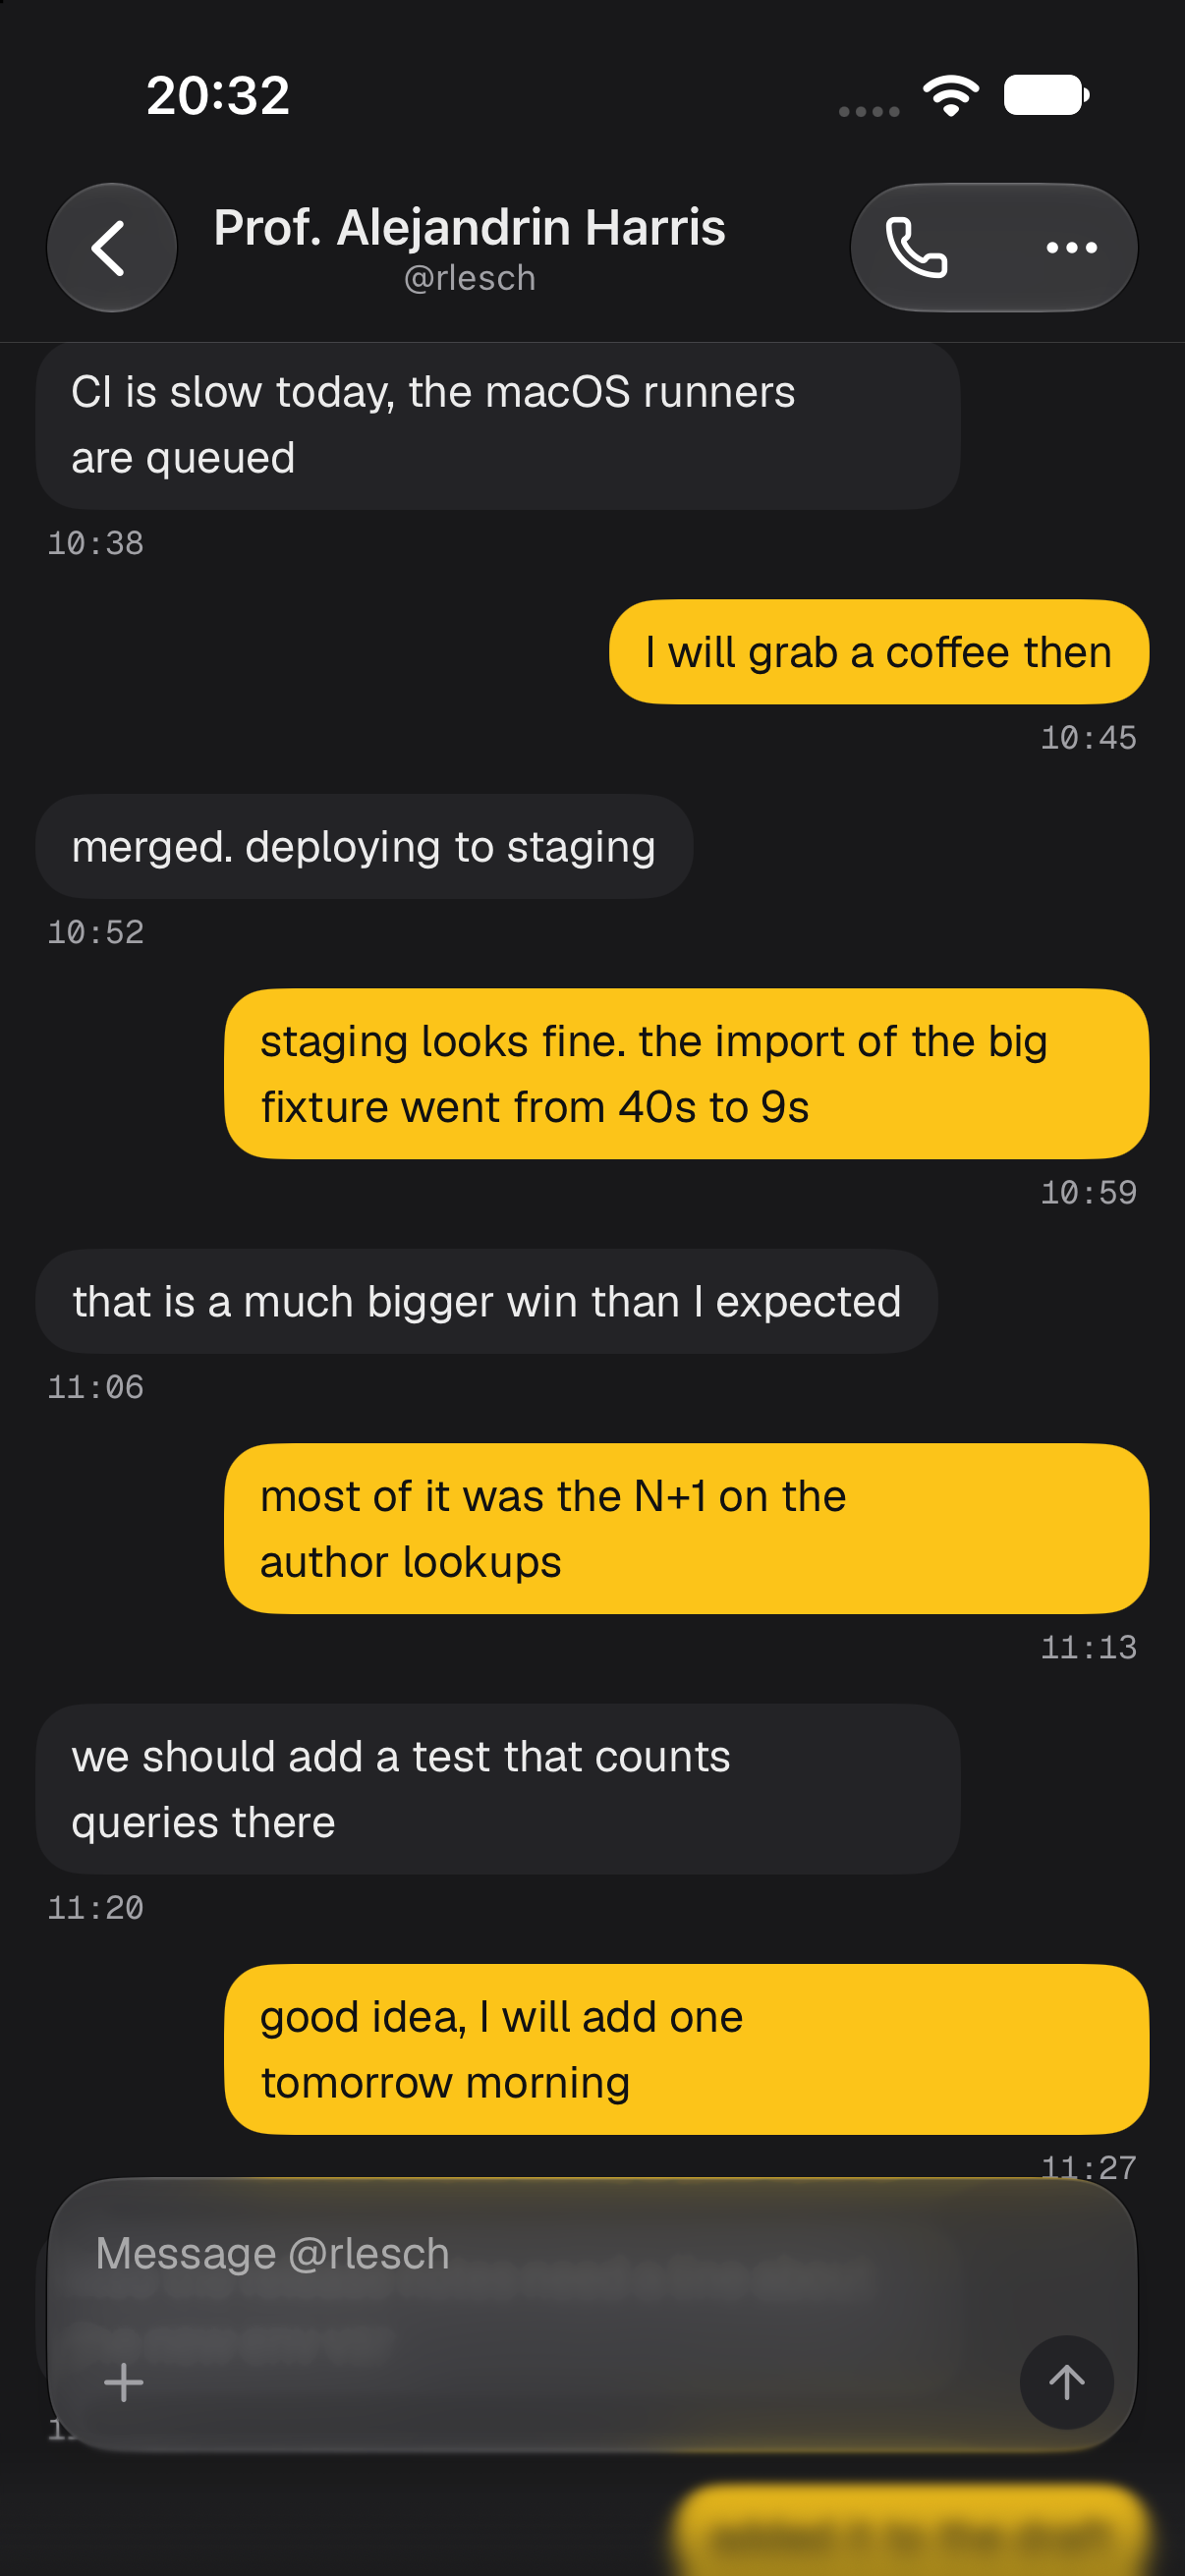 20:32
Prof. Alejandrin Harris
@rlesch
CI is slow today, the macOS runners
are queued
10:38
I will grab a coffee then
10:45
merged. deploying to staging
10:52
staging looks fine. the import of the big
fixture went from 40s to 9s
10:59
that is a much bigger win than I expected
11:06
most of it was the N+1 on the
author lookups
11:13
we should add a test that counts
queries there
11:20
good idea, I will add one
tomorrow morning
11:27
Message @rlesch